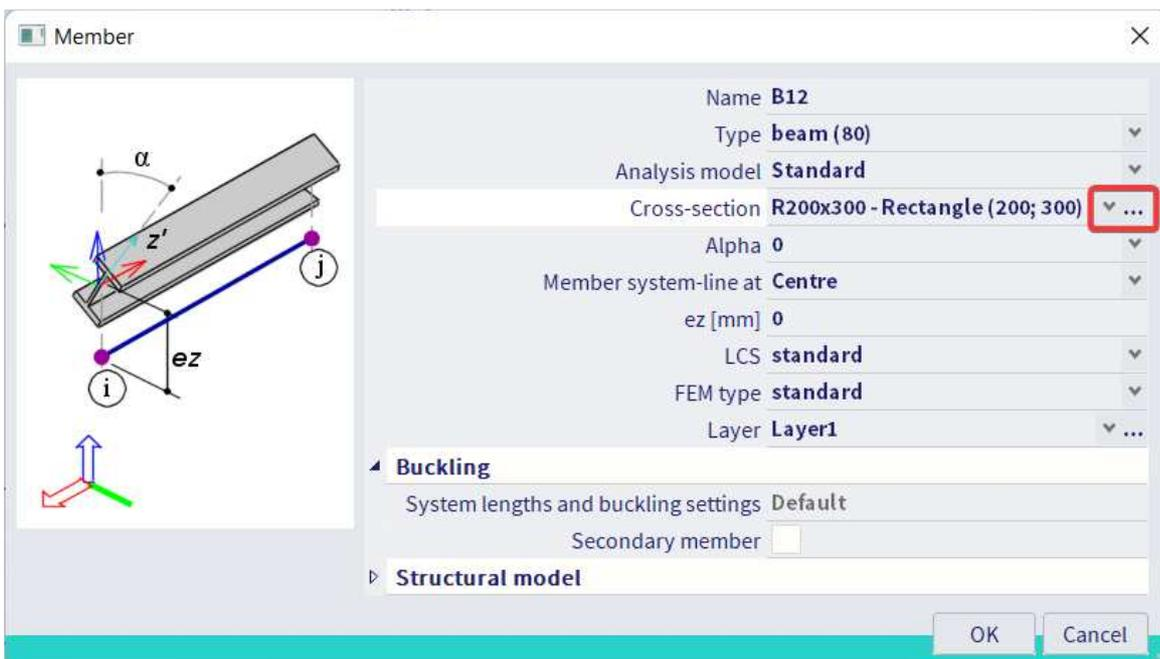 Member
Name B12
Type beam (80)
Analysis model Standard
Cross-section R200x300 - Rectangle (200; 300) ...
Alpha 0
Member system-line at Centre
ez [mm] 0
LCS standard
FEM type standard
Layer Layer1 ...
Buckling
System lengths and buckling settings Default
Secondary member
Structural model
OK Cancel
α
z'
j
ez
i